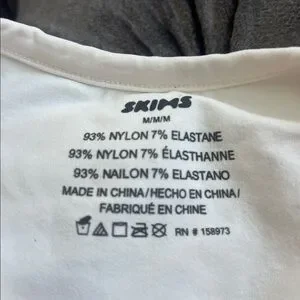 SKIMS
M/M/M
93% NYLON 7% ELASTANE
93% NYLON 7% ÉLASTHANNE
93% NAILON 7% ELASTANO
MADE IN CHINA/HECHO EN CHINA/
FABRIQUÉ EN CHINE
RN # 158973